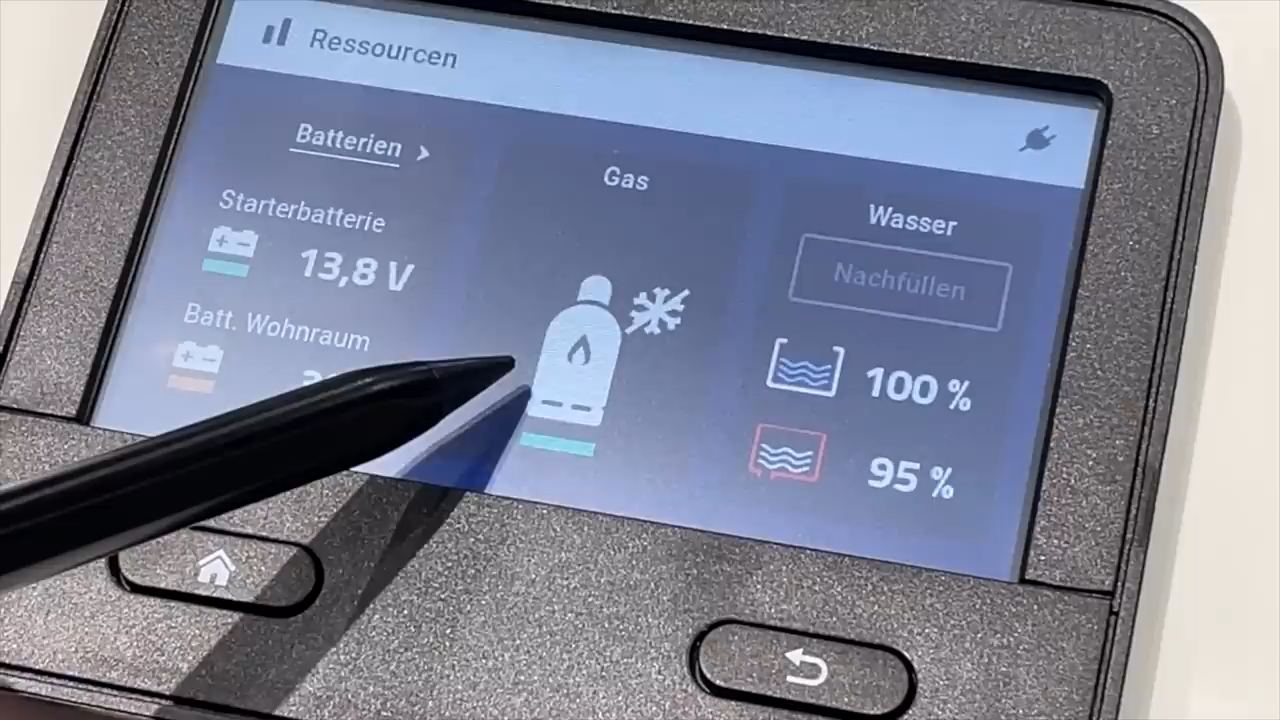 Ressourcen
Batterien
Starterbatterie
13,8 V
Batt. Wohnraum
Gas
Wasser
Nachfüllen
100 %
95 %